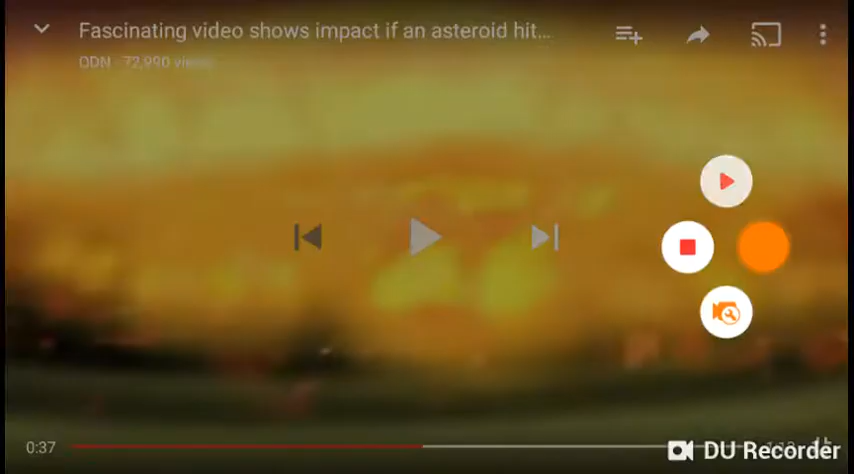 Fascinating video shows impact if an asteroid hit...
ODN - 72,990 views
0:37
DU Recorder